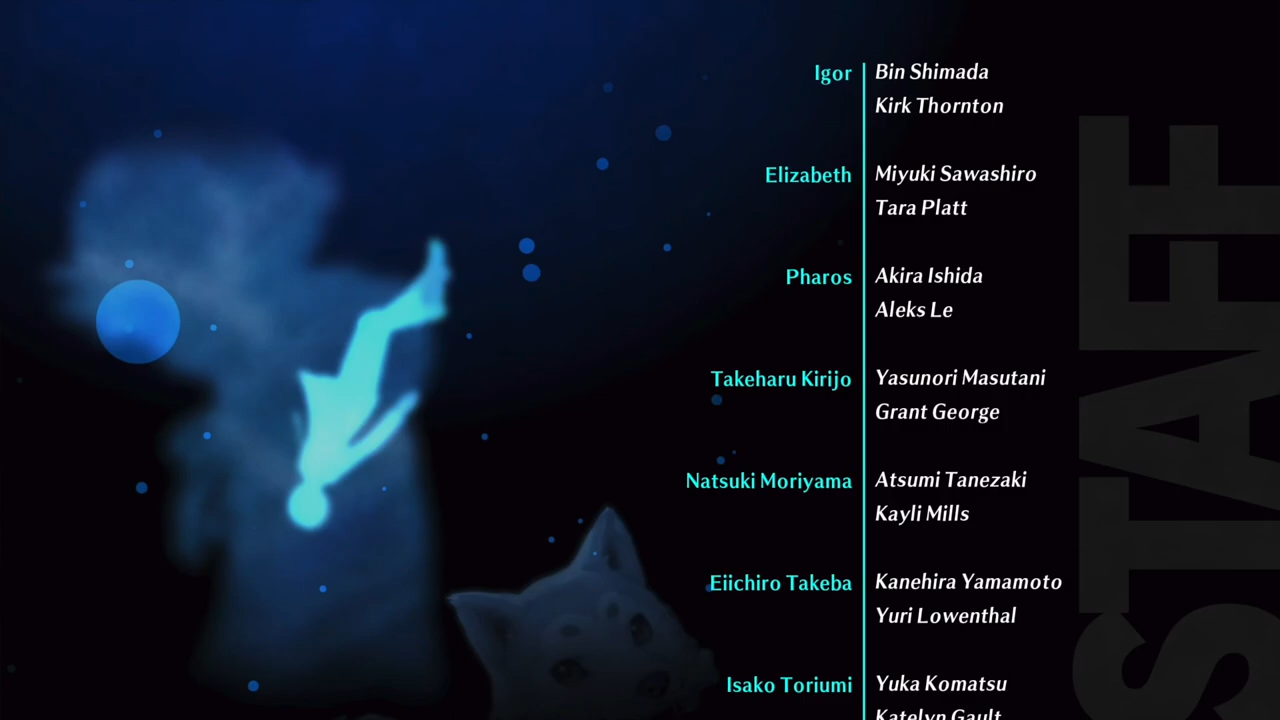 Igor
Bin Shimada
Kirk Thornton
Elizabeth
Miyuki Sawashiro
Tara Platt
Pharos
Akira Ishida
Aleks Le
Takeharu Kirijo
Yasunori Masutani
Grant George
Natsuki Moriyama
Atsumi Tanezaki
Kayli Mills
Eiichiro Takeba
Kanehira Yamamoto
Yuri Lowenthal
Isako Toriumi
Yuka Komatsu
Katelyn Gault
STAFF